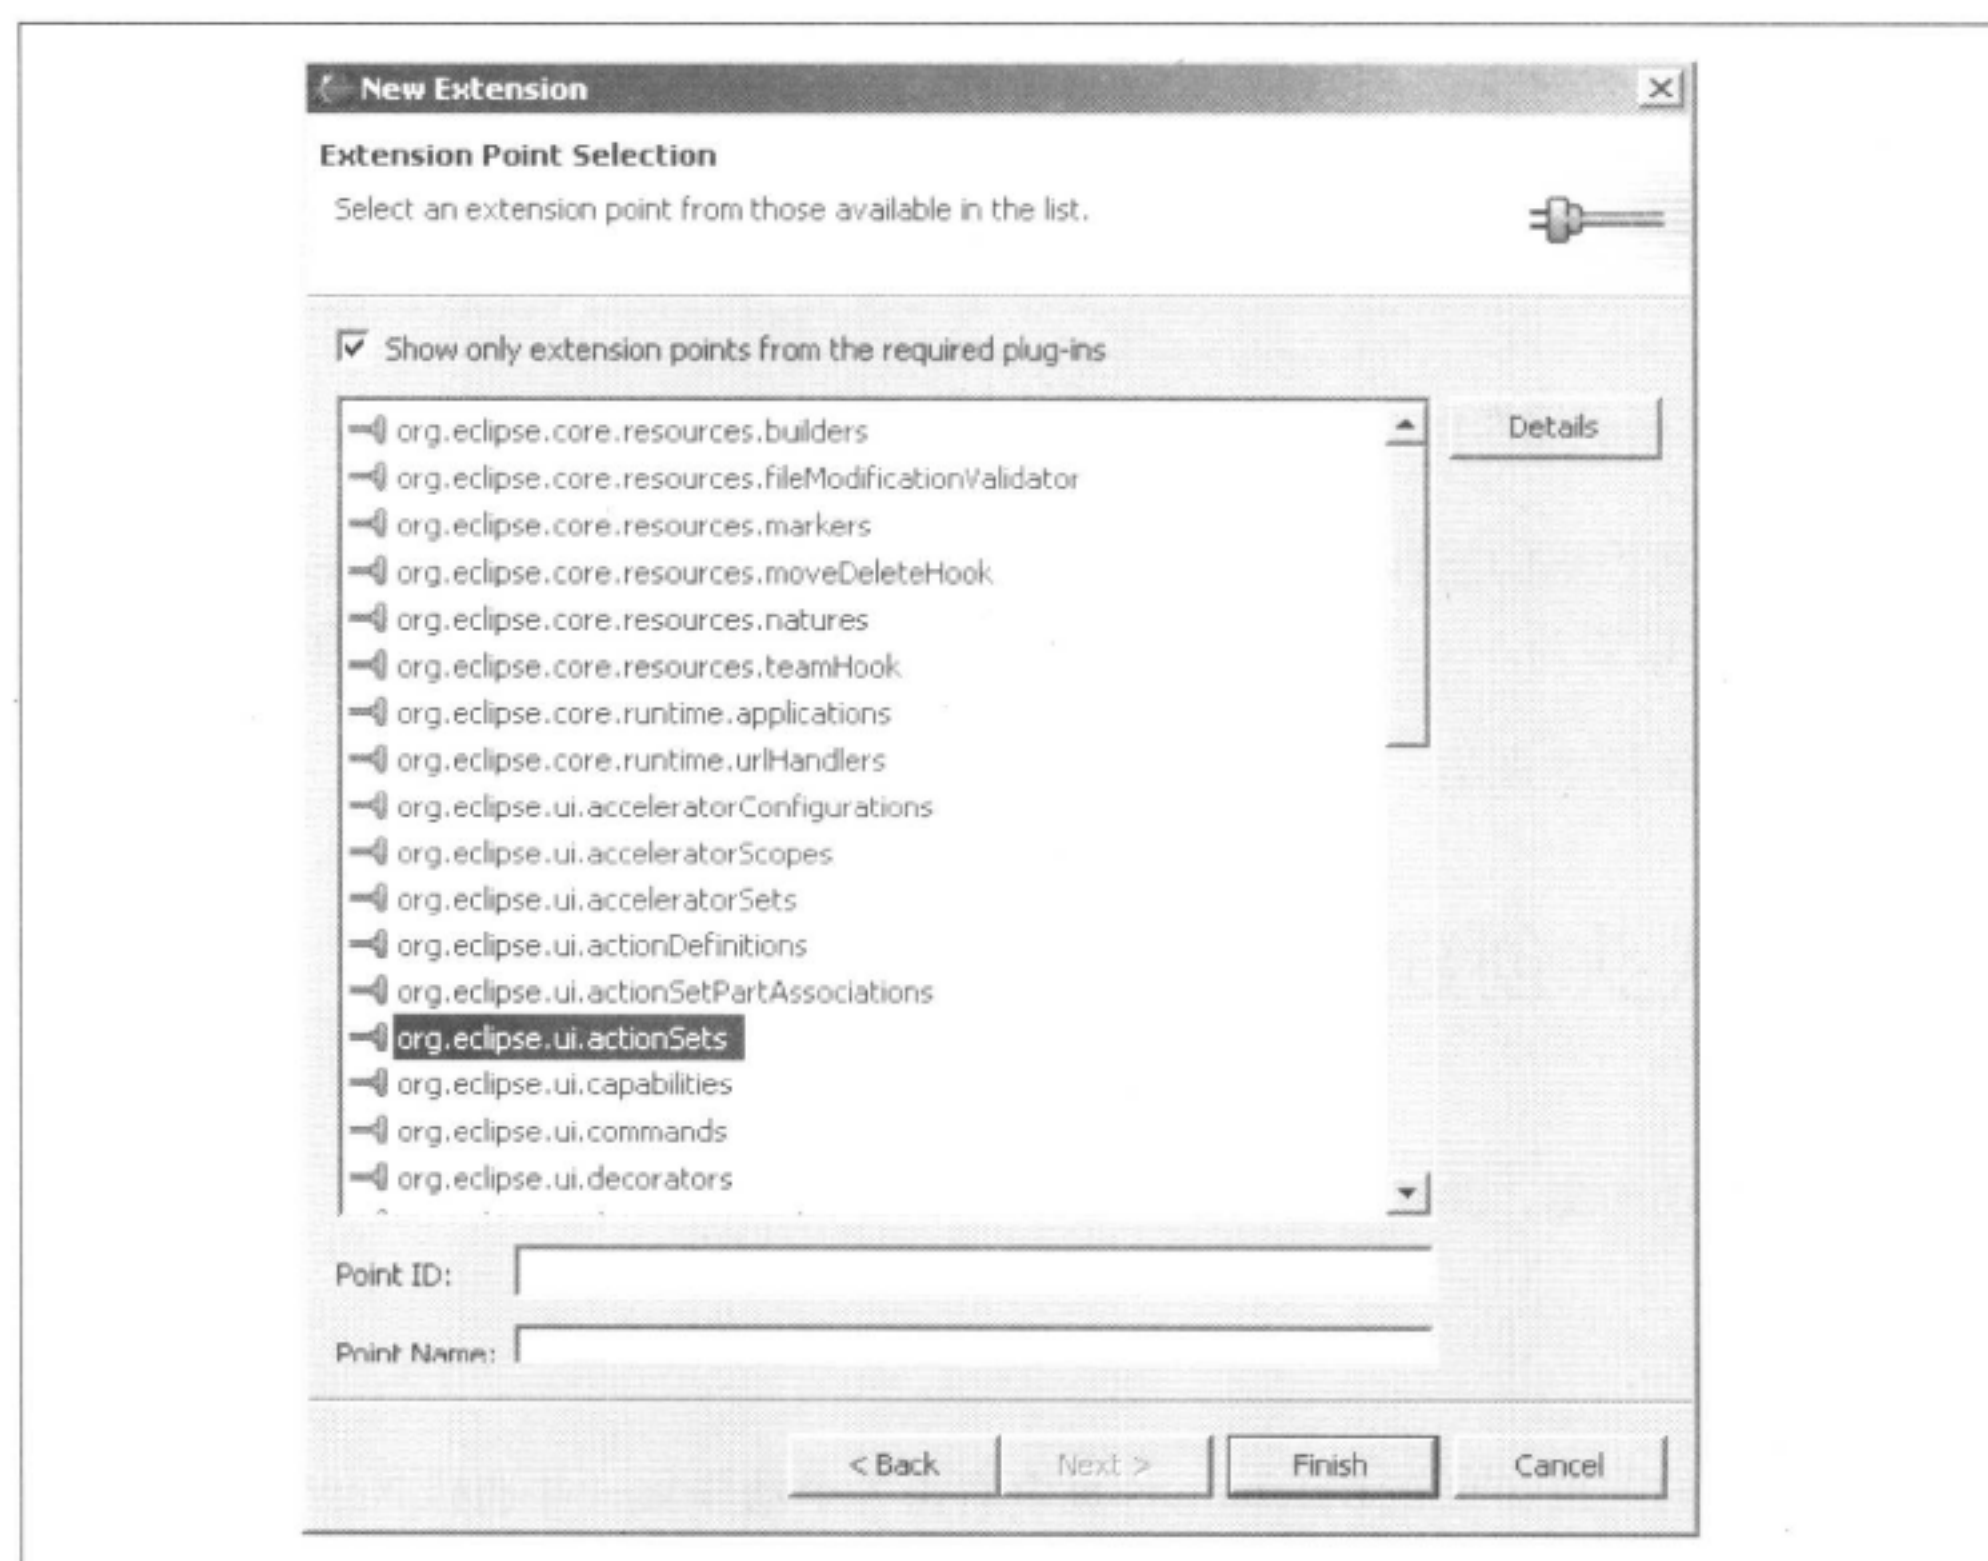 New Extension
Extension Point Selection
Select an extension point from those available in the list.
Show only extension points from the required plug-ins
org.eclipse.core.resources.builders
Details
org.eclipse.core.resources.fileModificationValidator
org.eclipse.core.resources.markers
org.eclipse.core.resources.moveDeleteHook
org.eclipse.core.resources.natures
org.eclipse.core.resources.teamHook
org.eclipse.core.runtime.applications
org.eclipse.core.runtime.urlHandlers
org.eclipse.ui.acceleratorConfigurations
org.eclipse.ui.acceleratorScopes
org.eclipse.ui.acceleratorSets
org.eclipse.ui.actionDefinitions
org.eclipse.ui.actionSetPartAssociations
org.eclipse.ui.actionSets
org.eclipse.ui.capabilities
org.eclipse.ui.commands
org.eclipse.ui.decorators
Point ID:
Point Name:
< Back Next > Finish Cancel